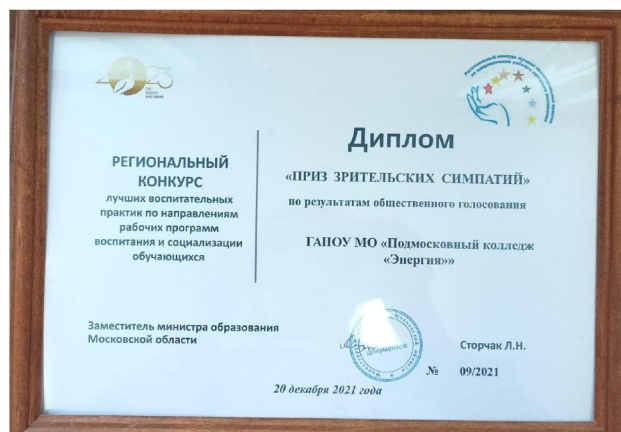 Диплом
РЕГИОНАЛЬНЫЙ
КОНКУРС
лучших воспитательных
практик по направлениям
рабочих программ
воспитания и социализации
обучающихся
«ПРИЗ ЗРИТЕЛЬСКИХ СИМПАТИЙ»
по результатам общественного голосования
ГАПОУ МО «Подмосковный колледж
«Энергия»»
Заместитель министра образования
Московской области
документов
Сторчак Л.Н.
№ 09/2021
20 декабря 2021 года